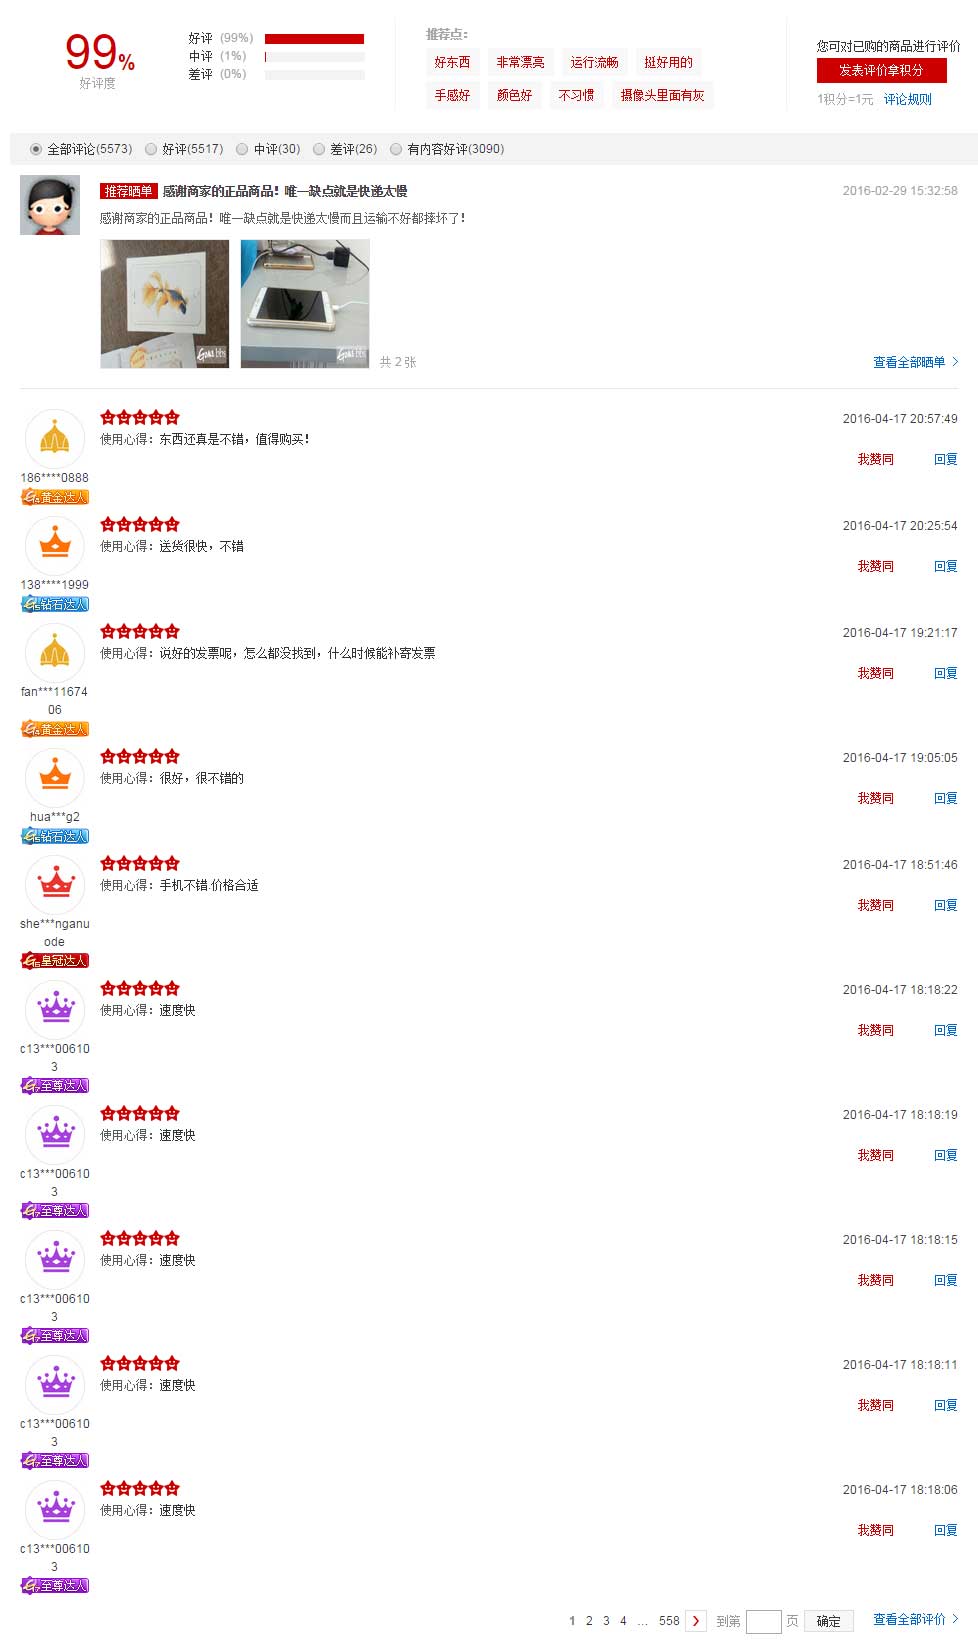 99%
好评度
好评 (99%)
中评 (1%)
差评 (0%)
推荐点：
好东西 非常漂亮 运行流畅 挺好用的
手感好 颜色好 不习惯 摄像头里面有灰
您可对已购的商品进行评价
发表评价拿积分
1积分=1元 评论规则
全部评论(5573) 好评(5517) 中评(30) 差评(26) 有内容好评(3090)
推荐晒单 感谢商家的正品商品！唯一缺点就是快递太慢 2016-02-29 15:32:58
感谢商家的正品商品！唯一缺点就是快递太慢而且运输不好都摔坏了！
共 2 张 查看全部晒单 >
2016-04-17 20:57:49
使用心得：东西还真是不错，值得购买！
我赞同 回复
186****0888
G5黄金达人
2016-04-17 20:25:54
使用心得：送货很快，不错
我赞同 回复
138****1999
G6钻石达人
2016-04-17 19:21:17
使用心得：说好的发票呢，怎么都没找到，什么时候能补寄发票
我赞同 回复
fan***11674
06
G5黄金达人
2016-04-17 19:05:05
使用心得：很好，很不错的
我赞同 回复
hua***g2
G6钻石达人
2016-04-17 18:51:46
使用心得：手机不错.价格合适
我赞同 回复
she***nganu
ode
皇冠达人
2016-04-17 18:18:22
使用心得：速度快
我赞同 回复
c13***00610
3
至尊达人
2016-04-17 18:18:19
使用心得：速度快
我赞同 回复
c13***00610
3
至尊达人
2016-04-17 18:18:15
使用心得：速度快
我赞同 回复
c13***00610
3
至尊达人
2016-04-17 18:18:11
使用心得：速度快
我赞同 回复
c13***00610
3
至尊达人
2016-04-17 18:18:06
使用心得：速度快
我赞同 回复
c13***00610
3
至尊达人
1 2 3 4 ... 558 > 到第 页 确定 查看全部评价 >